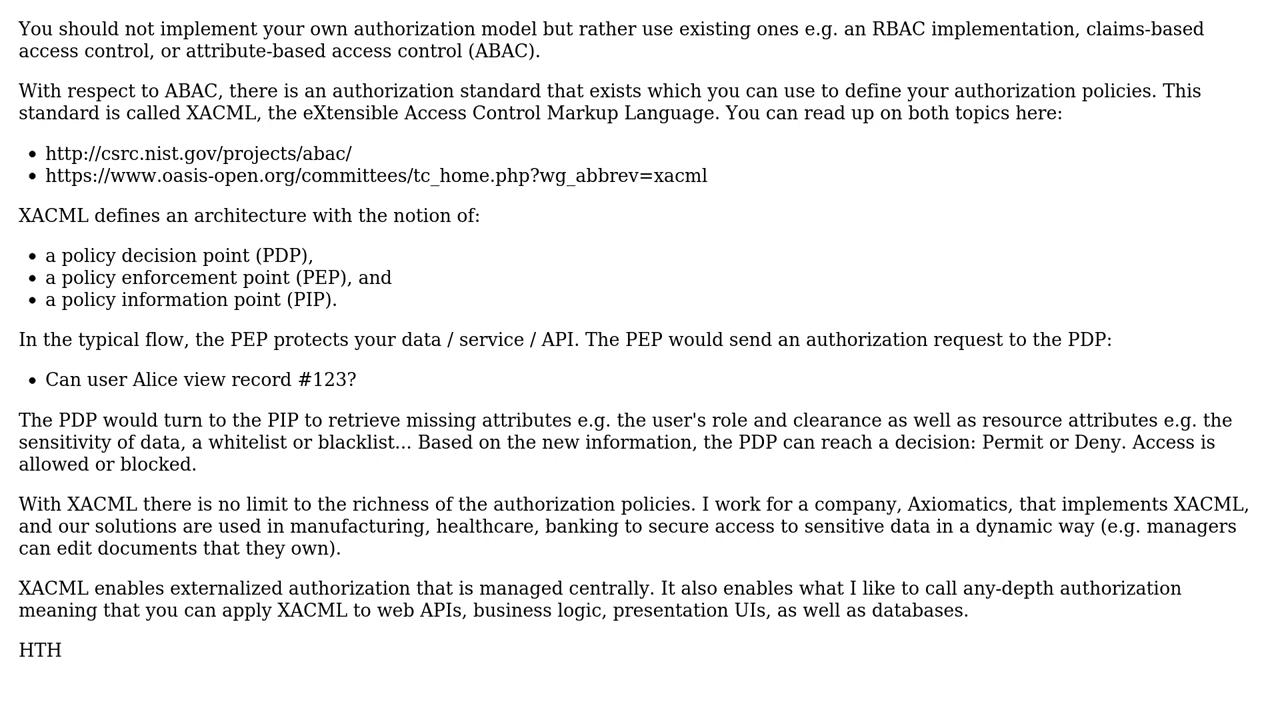 You should not implement your own authorization model but rather use existing ones e.g. an RBAC implementation, claims-based
access control, or attribute-based access control (ABAC).
With respect to ABAC, there is an authorization standard that exists which you can use to define your authorization policies. This
standard is called XACML, the eXtensible Access Control Markup Language. You can read up on both topics here:
• http://csrc.nist.gov/projects/abac/
• https://www.oasis-open.org/committees/tc_home.php?wg_abbrev=xacml
XACML defines an architecture with the notion of:
• a policy decision point (PDP),
• a policy enforcement point (PEP), and
• a policy information point (PIP).
In the typical flow, the PEP protects your data / service / API. The PEP would send an authorization request to the PDP:
• Can user Alice view record #123?
The PDP would turn to the PIP to retrieve missing attributes e.g. the user's role and clearance as well as resource attributes e.g. the
sensitivity of data, a whitelist or blacklist... Based on the new information, the PDP can reach a decision: Permit or Deny. Access is
allowed or blocked.
With XACML there is no limit to the richness of the authorization policies. I work for a company, Axiomatics, that implements XACML,
and our solutions are used in manufacturing, healthcare, banking to secure access to sensitive data in a dynamic way (e.g. managers
can edit documents that they own).
XACML enables externalized authorization that is managed centrally. It also enables what I like to call any-depth authorization
meaning that you can apply XACML to web APIs, business logic, presentation UIs, as well as databases.
HTH